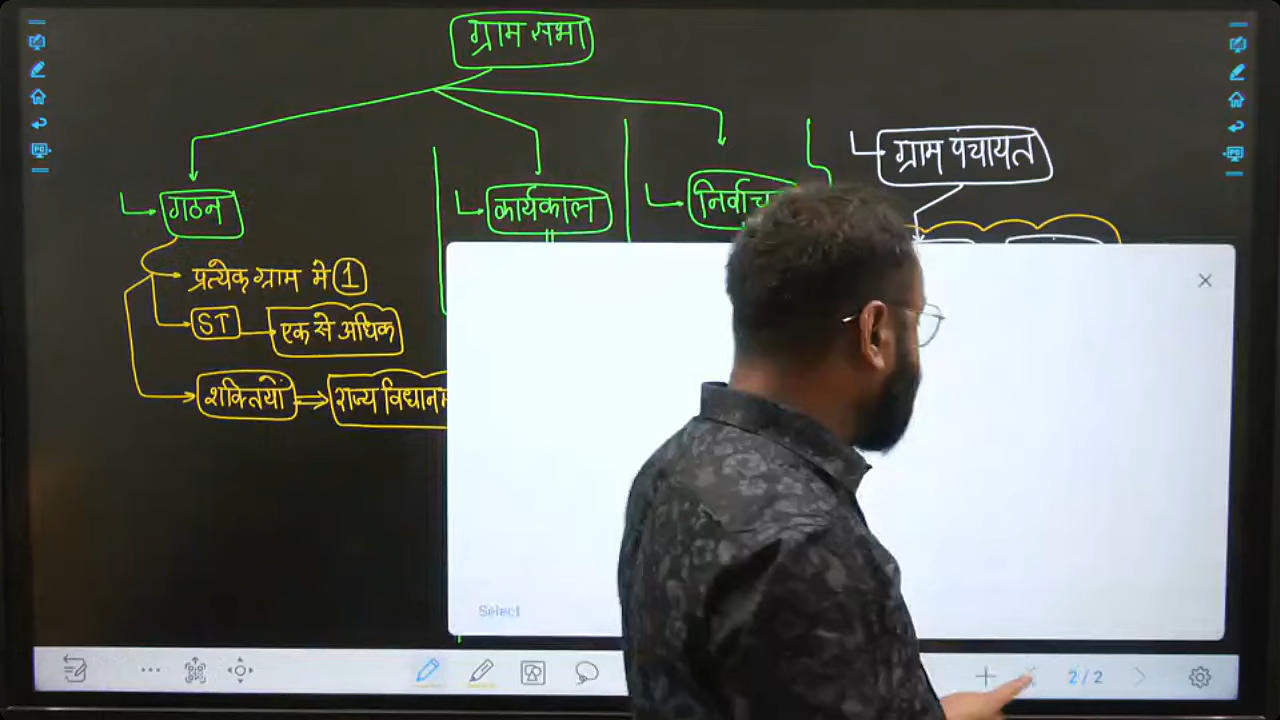 ग्राम सभा
ग्राम पंचायत
गठन
कार्यकाल
प्रत्येक ग्राम मे 1
ST एक से अधिक
शक्तियों राज्य
Select
2/2